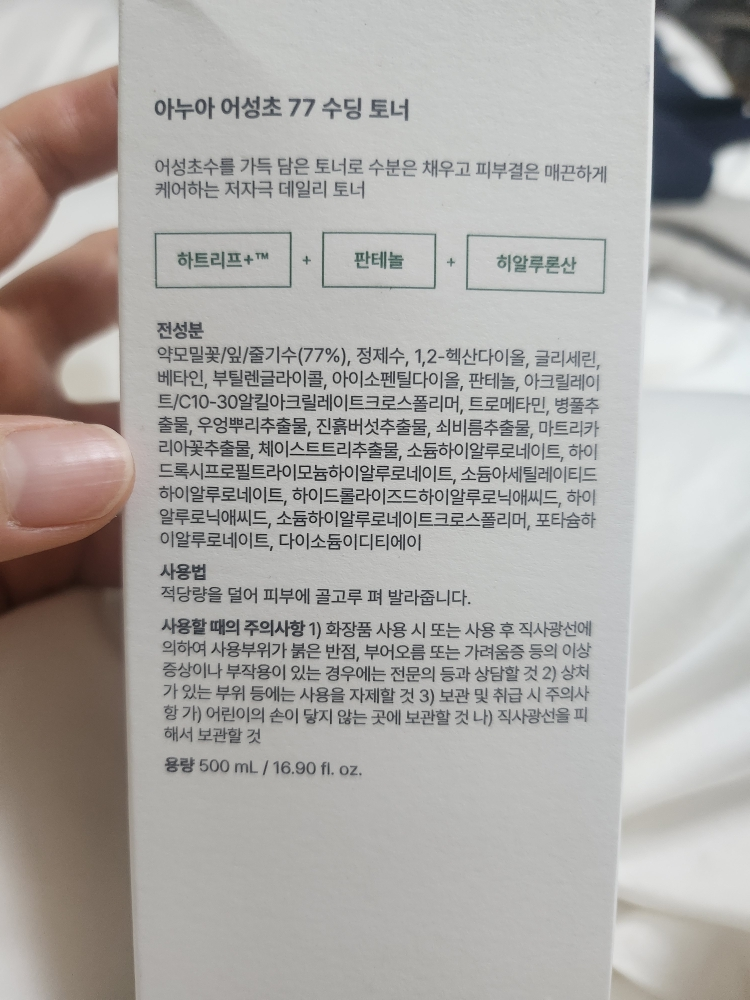 아누아 어성초 77 수딩 토너
어성초수를 가득 담은 토너로 수분은 채우고 피부결은 매끈하게
케어하는 저자극 데일리 토너
하트리프+™ + 판테놀 + 히알루론산
전성분
약모밀꽃/잎/줄기수(77%), 정제수, 1,2-헥산다이올, 글리세린,
베타인, 부틸렌글라이콜, 아이소펜틸다이올, 판테놀, 아크릴레이
트/C10-30알킬아크릴레이트크로스폴리머, 트로메타민, 병풀추
출물, 우엉뿌리추출물, 진흙버섯추출물, 쇠비름추출물, 마트리카
리아꽃추출물, 체이스트트리추출물, 소듐하이알루로네이트, 하이
드록시프로필트라이모늄하이알루로네이트, 소듐아세틸레이티드
하이알루로네이트, 하이드롤라이즈드하이알루로닉애씨드, 하이
알루로닉애씨드, 소듐하이알루로네이트크로스폴리머, 포타슘하
이알루로네이트, 다이소듐이디티에이
사용법
적당량을 덜어 피부에 골고루 펴 발라줍니다.
사용할 때의 주의사항 1) 화장품 사용 시 또는 사용 후 직사광선에
의하여 사용부위가 붉은 반점, 부어오름 또는 가려움증 등의 이상
증상이나 부작용이 있는 경우에는 전문의 등과 상담할 것 2) 상처
가 있는 부위 등에는 사용을 자제할 것 3) 보관 및 취급 시 주의사
항 가) 어린이의 손이 닿지 않는 곳에 보관할 것 나) 직사광선을 피
해서 보관할 것
용량 500 mL / 16.90 fl. oz.